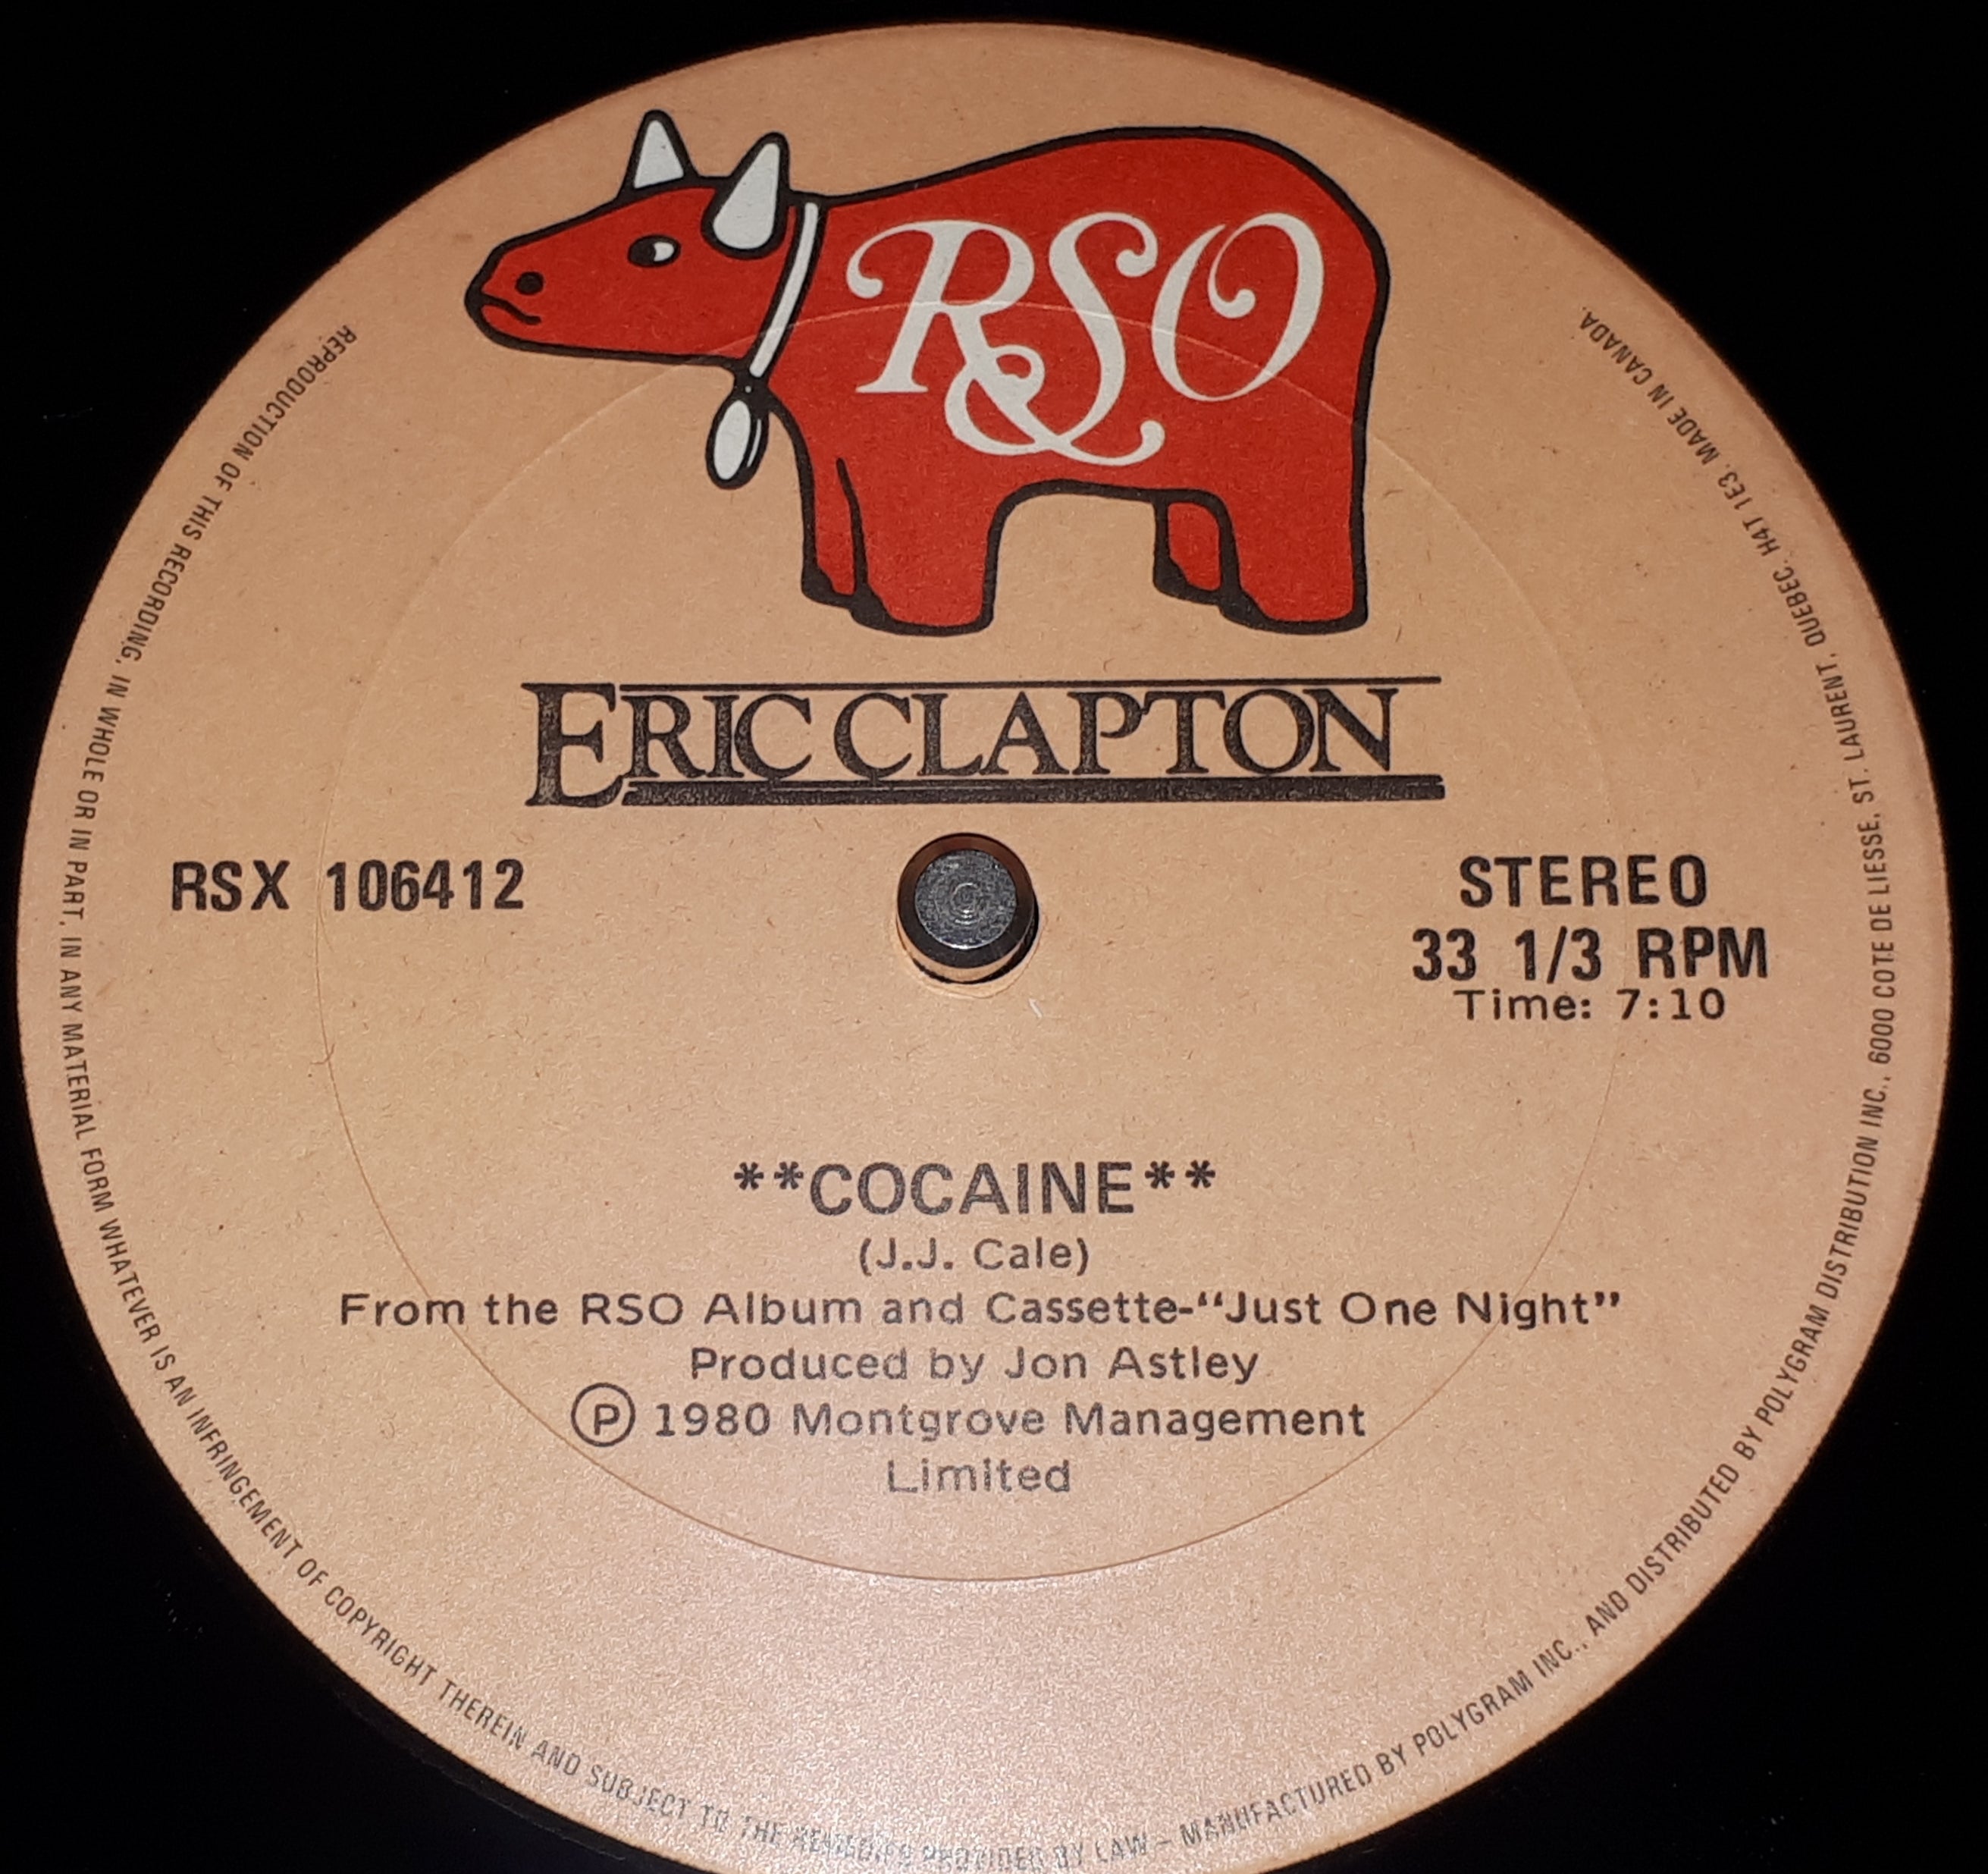 RSO
ERIC CLAPTON
RSX 106412
STEREO
33 1/3 RPM
Time: 7:10
**COCAINE**
(J.J. Cale)
From the RSO Album and Cassette-“Just One Night”
Produced by Jon Astley
Ⓟ 1980 Montgrove Management
Limited
REPRODUCTION OF THIS RECORDING, IN WHOLE OR IN PART, IN ANY MATERIAL FORM WHATEVER IS AN INFRINGEMENT OF COPYRIGHT THEREIN AND SUBJECT TO THE REMEDIES PROVIDED BY LAW – MANUFACTURED BY POLYGRAM INC., AND DISTRIBUTED BY POLYGRAM DISTRIBUTION INC., 6000 COTE DE LIESSE, ST. LAURENT, QUEBEC. H4T 1E3. MADE IN CANADA.